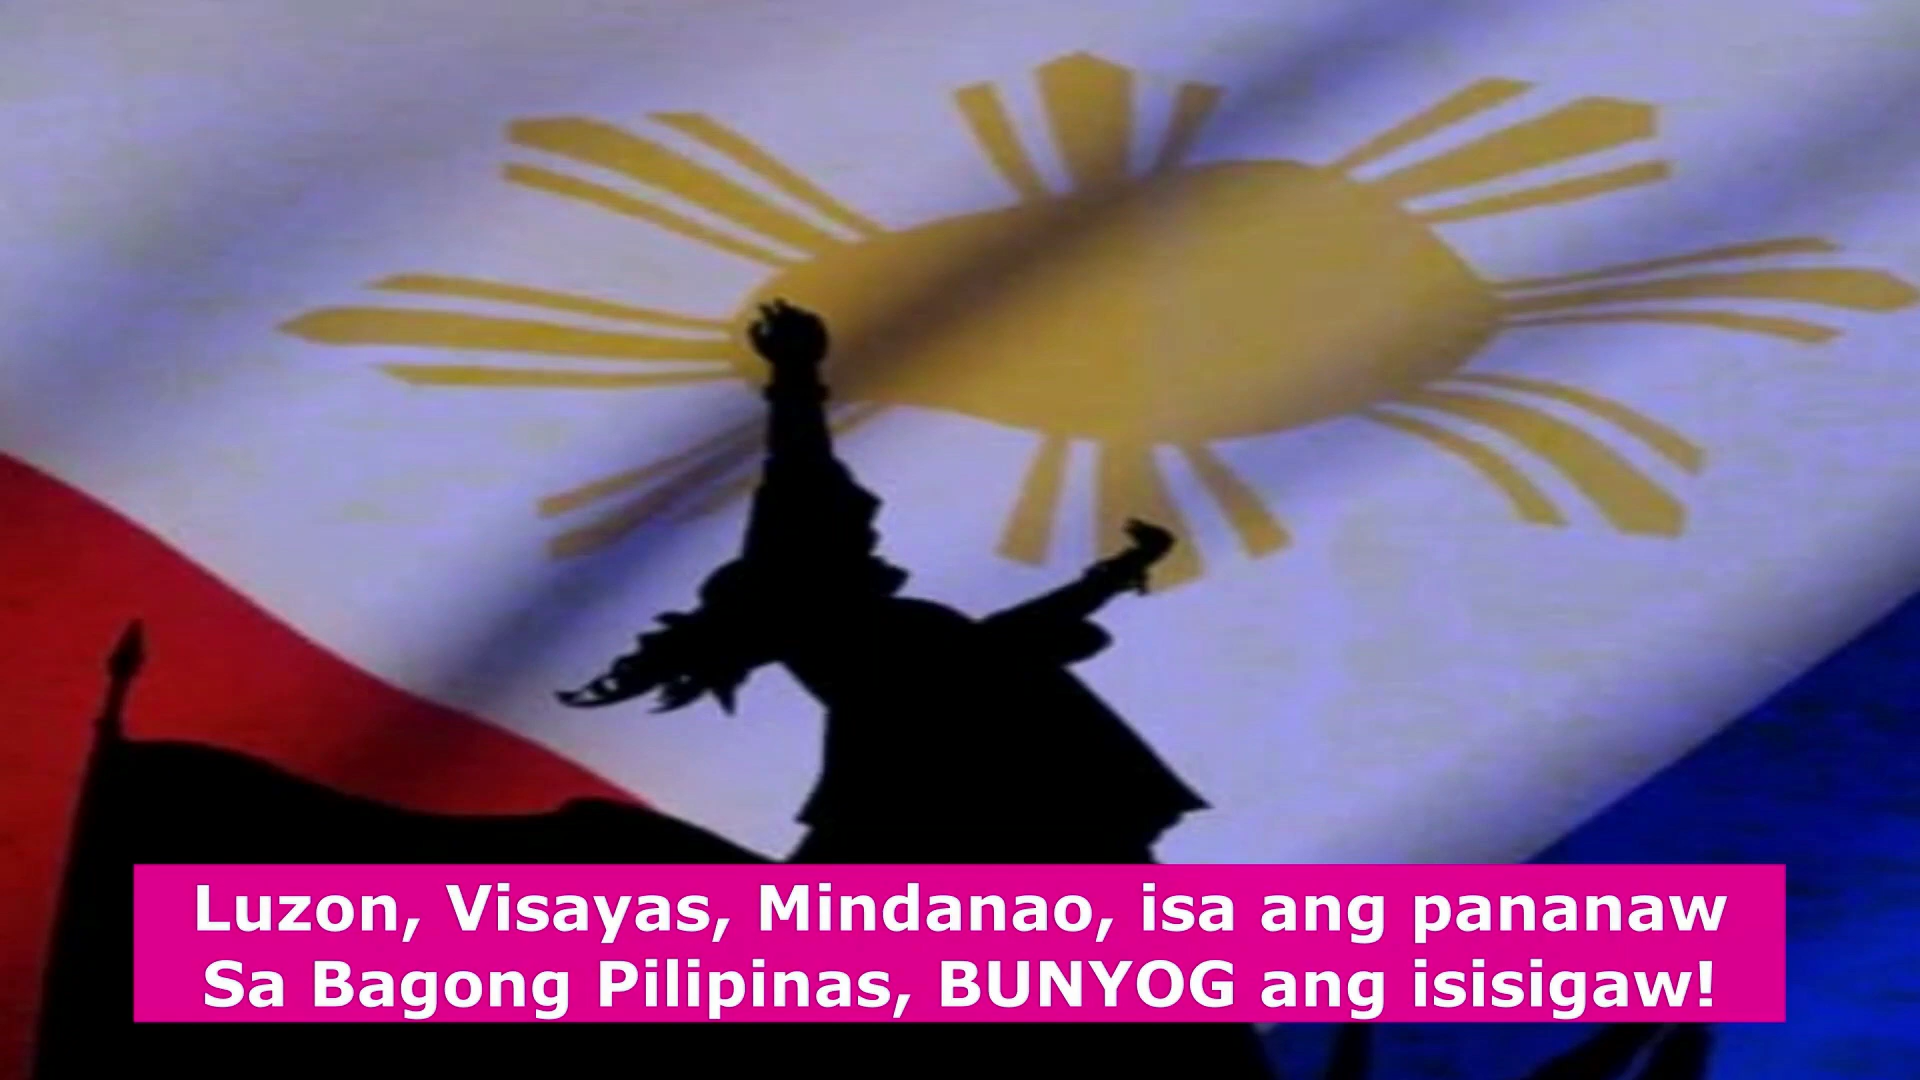 Luzon, Visayas, Mindanao, isa ang pananaw
Sa Bagong Pilipinas, BUNYOG ang isisigaw!